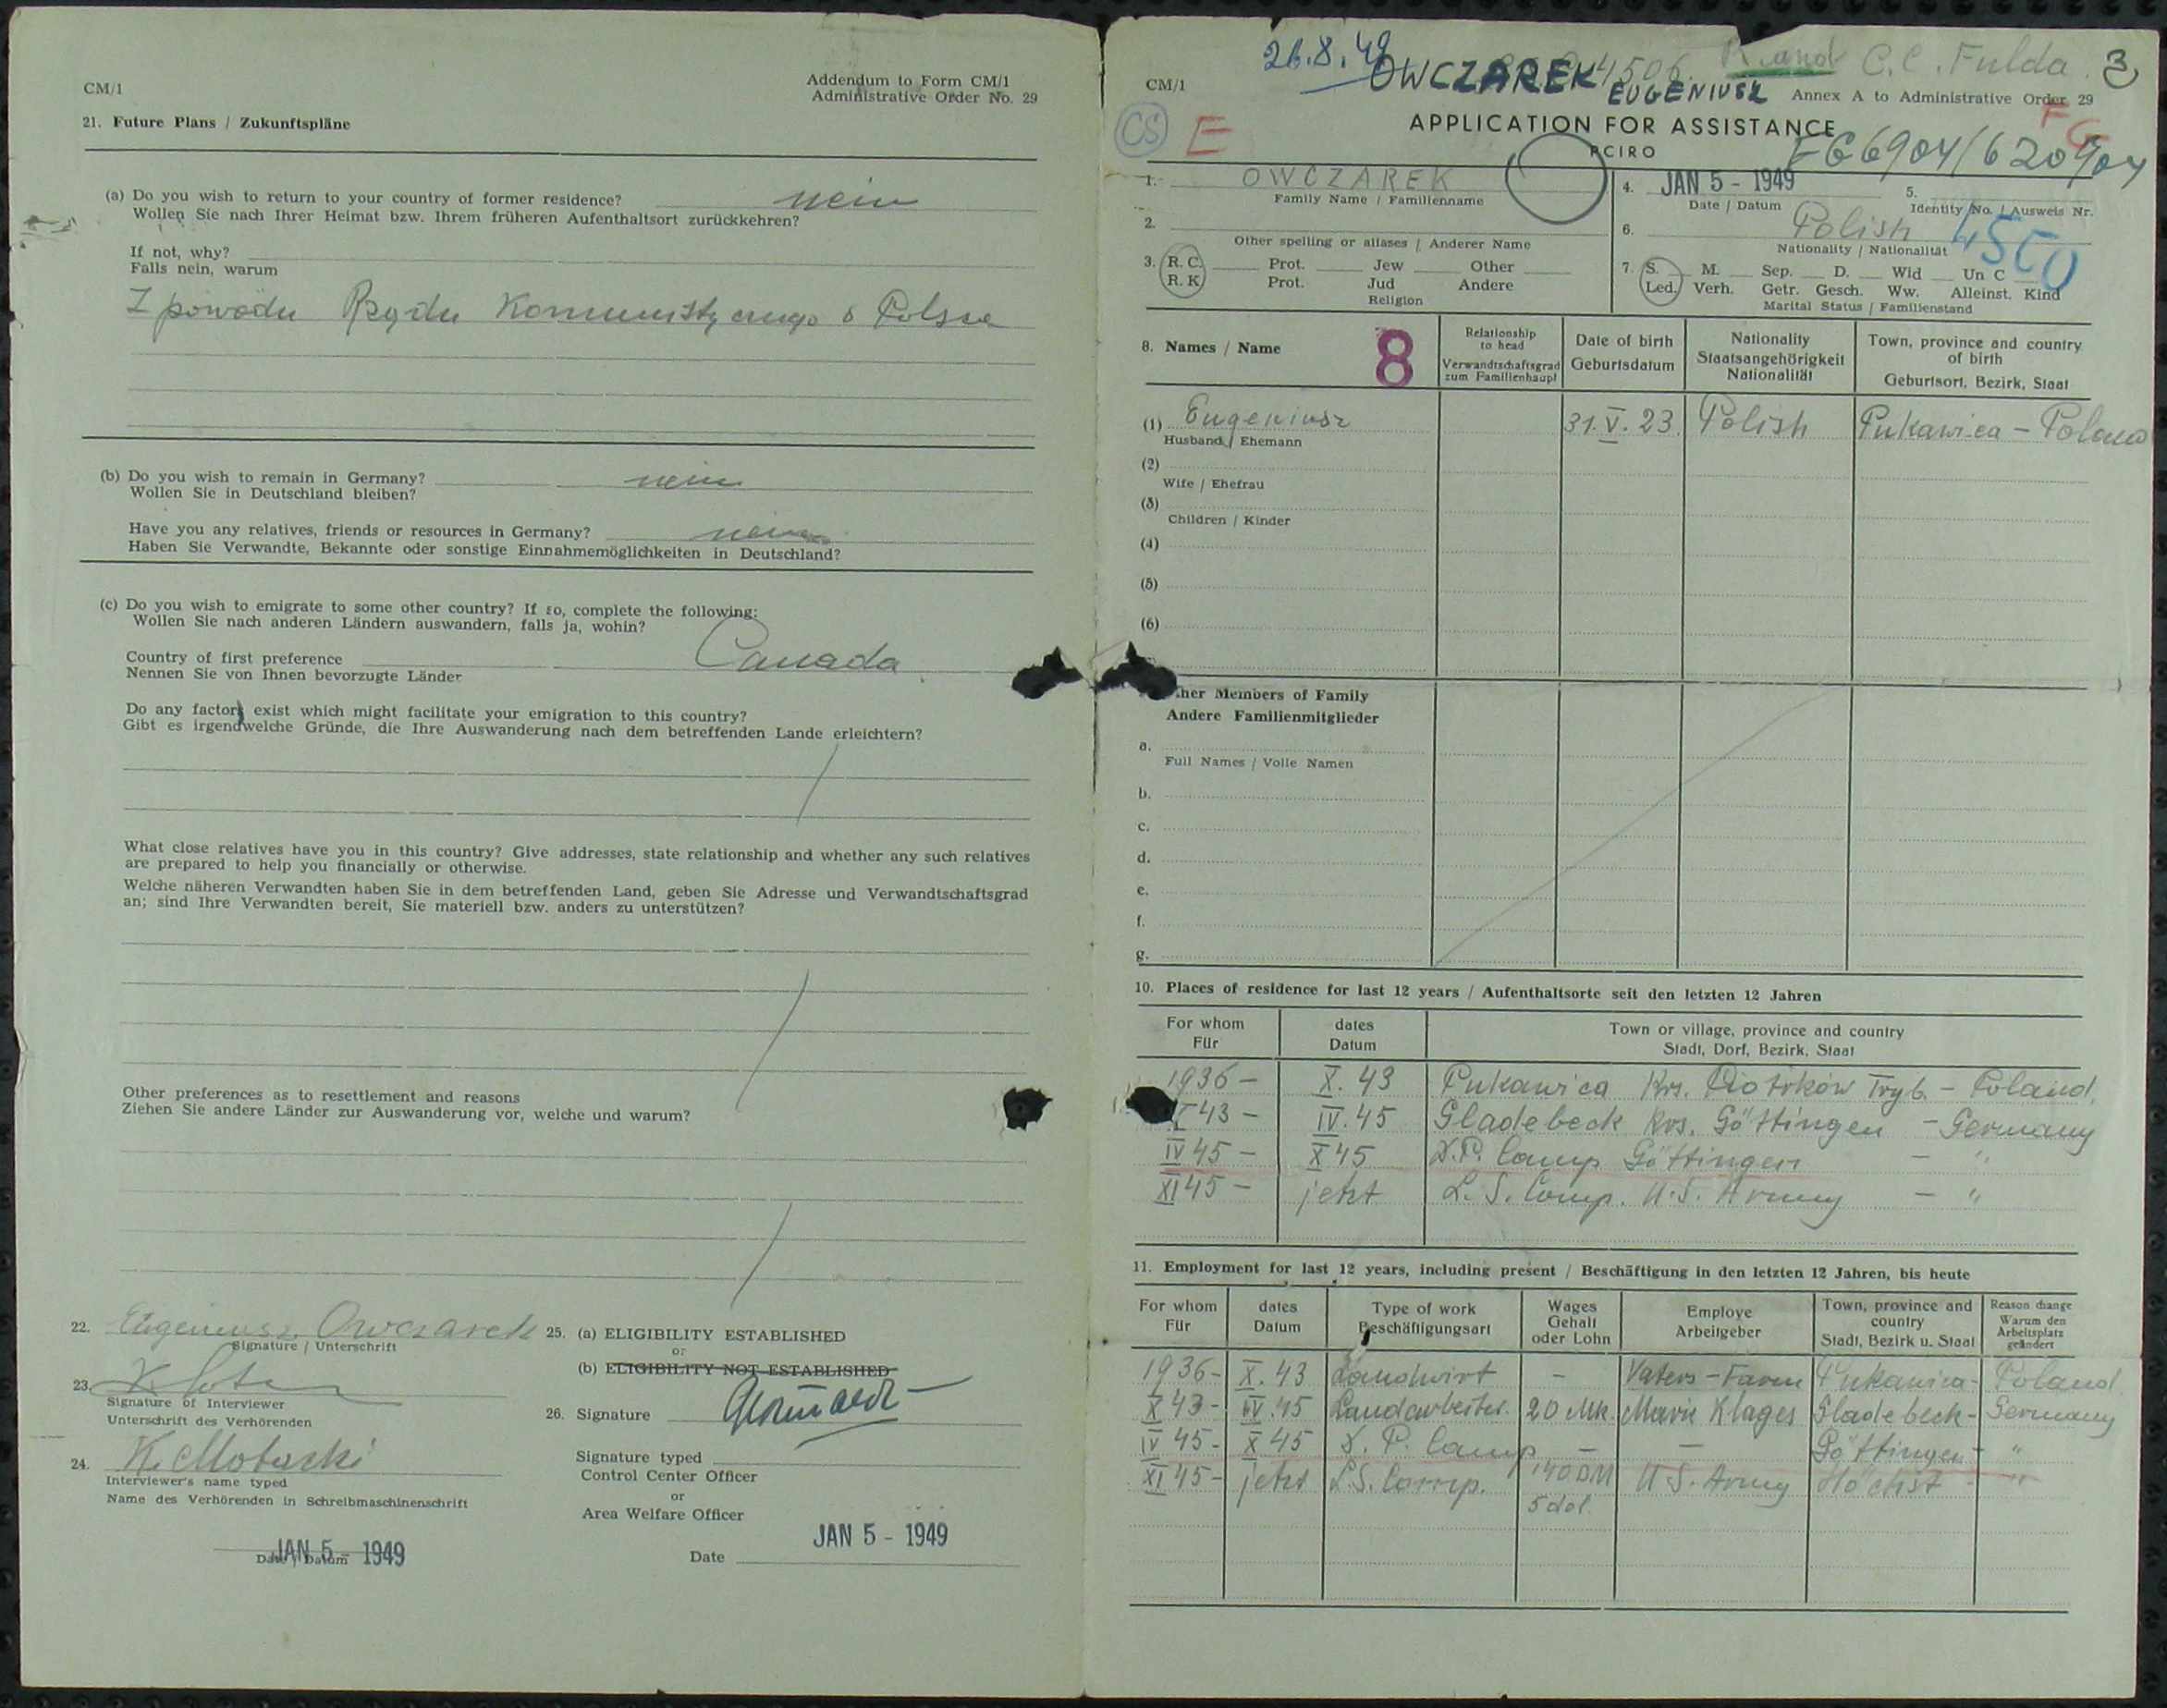 CM/1
Addendum to Form CM/1
Administrative Order No. 29
21. Future Plans / Zukunftspläne
(a) Do you wish to return to your country of former residence? nein
Wollen Sie nach Ihrer Heimat bzw. Ihrem früheren Aufenthaltsort zurückkehren?
If not, why?
Falls nein, warum
Z powodu Rządu Komunistycznego o Polsce
(b) Do you wish to remain in Germany? nein
Wollen Sie in Deutschland bleiben?
Have you any relatives, friends or resources in Germany? nein
Haben Sie Verwandte, Bekannte oder sonstige Einnahmemöglichkeiten in Deutschland?
(c) Do you wish to emigrate to some other country? If so, complete the following:
Wollen Sie nach anderen Ländern auswandern, falls ja, wohin?
Country of first preference Canada
Nennen Sie von Ihnen bevorzugte Länder
Do any factors exist which might facilitate your emigration to this country?
Gibt es irgendwelche Gründe, die Ihre Auswanderung nach dem betreffenden Lande erleichtern?
What close relatives have you in this country? Give addresses, state relationship and whether any such relatives
are prepared to help you financially or otherwise.
Welche näheren Verwandten haben Sie in dem betreffenden Land, geben Sie Adresse und Verwandtschaftsgrad
an; sind Ihre Verwandten bereit, Sie materiell bzw. anders zu unterstützen?
Other preferences as to resettlement and reasons
Ziehen Sie andere Länder zur Auswanderung vor, welche und warum?
22. Eugeniusz Owczarek
Signature / Unterschrift
23.
Signature of Interviewer
Unterschrift des Verhörenden
24.
Interviewer's name typed
Name des Verhörenden in Schreibmaschinenschrift
JAN 5 - 1949
Date / Datum
25. (a) ELIGIBILITY ESTABLISHED
or
(b) ELIGIBILITY NOT ESTABLISHED
26. Signature
Signature typed
Control Center Officer
or
Area Welfare Officer
JAN 5 - 1949
Date
26.8.49 OWCZAREK EUGENIUSZ C.C. Fulda 3
CM/1
Annex A to Administrative Order 29
CS E
APPLICATION FOR ASSISTANCE
PCIRO
EG6904/620904
1. OWCZAREK
Family Name / Familienname
4. JAN 5 - 1949
Date / Datum
5.
Identity No. / Ausweis Nr.
4560
2.
Other spelling or aliases / Anderer Name
6. Polish
Nationality / Nationalität
3. R. C. Prot. Jew Other
R. K. Prot. Jud Andere
Religion
7. S. M. Sep. D. Wid Un C
Led. Verh. Getr. Gesch. Ww. Alleinst. Kind
Marital Status / Familienstand
8. Names / Name
8
Relationship to head
Verwandtschaftsgrad zum Familienhaupt
Date of birth
Geburtsdatum
Nationality
Staatsangehörigkeit
Nationalität
Town, province and country of birth
Geburtsort, Bezirk, Staat
(1) Eugeniusz 31.V.23. Polish Pukawica - Poland
Husband / Ehemann
(2)
Wife / Ehefrau
(3)
Children / Kinder
(4)
(5)
(6)
her Members of Family
Andere Familienmitglieder
a.
Full Names / Volle Namen
b.
c.
d.
e.
f.
g.
10. Places of residence for last 12 years / Aufenthaltsorte seit den letzten 12 Jahren
For whom
Für
dates
Datum
Town or village, province and country
Stadt, Dorf, Bezirk, Staat
1936 - X. 43 Pukawica Krs. Piotrków Tryb. - Poland.
43 - IV. 45 Gladebeck Krs. Göttingen - Germany
IV 45 - X 45 D.P. Camp Göttingen - "
XI 45 - jetzt L. S. Comp. U.S. Army - "
11. Employment for last 12 years, including present / Beschäftigung in den letzten 12 Jahren, bis heute
For whom
Für
dates
Datum
Type of work
Beschäftigungsart
Wages
Gehalt
oder Lohn
Employe
Arbeitgeber
Town, province and country
Stadt, Bezirk u. Staat
Reason change
Warum den
Arbeitsplatz
geändert
1936 - X. 43 Landwirt - Vaters - Farm Pukawica - Poland
X 43 - IV. 45 Landarbeiter 20 Mk. Marie Klages Gladebeck - Germany
IV 45 - X 45 D. P. Camp - - Göttingen - "
XI 45 - jetzt L.S. Comp. 140 DM U S. Army Höchst - "
5 dol.